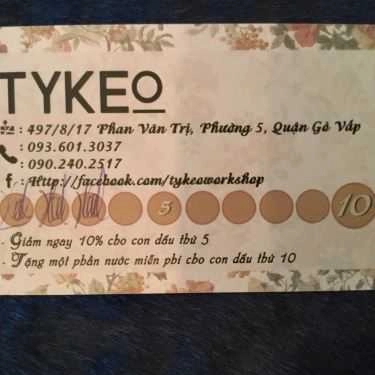 TYKEO
: 497/8/17 Phan Văn Trị, Phường 5, Quận Gò Vấp
: 093.601.3037
: 090.240.2517
f : Http://facebook.com/tykeoworkshop
5 10
- Giảm ngay 10% cho con dấu thứ 5
- Tặng một phần nước miễn phí cho con dấu thứ 10